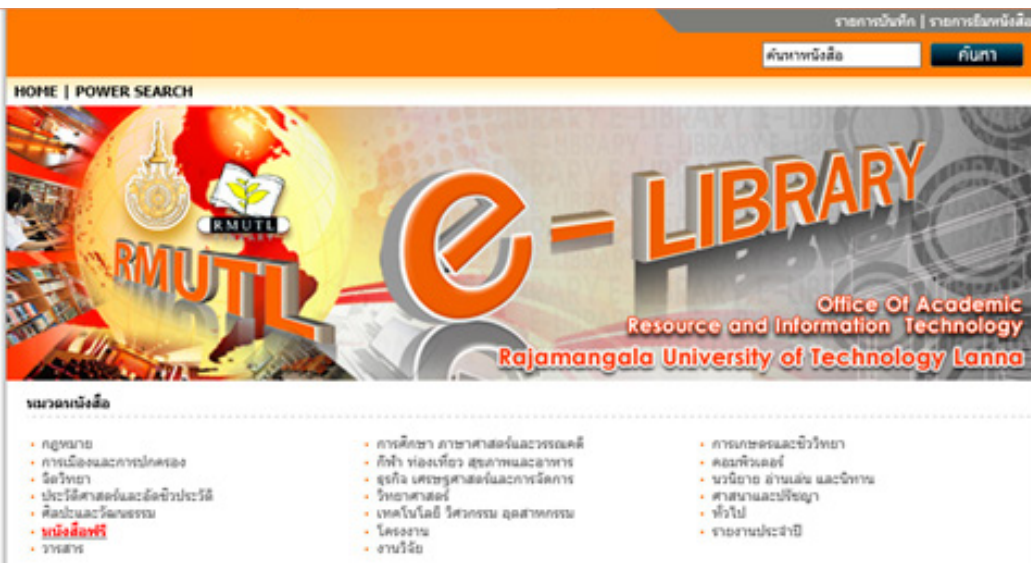 รายการบันทึก | รายการยืมหนังสือ
ค้นหาหนังสือ ค้นหา
HOME | POWER SEARCH
e-LIBRARY
RMUTL
RMUTL
Office Of Academic
Resource and Information Technology
Rajamangala University of Technology Lanna
หมวดหนังสือ
กฎหมาย
การเมืองและการปกครอง
จิตวิทยา
ประวัติศาสตร์และอัตชีวประวัติ
ศิลปะและวัฒนธรรม
หนังสือฟรี
วารสาร
การศึกษา ภาษาศาสตร์และวรรณคดี
กีฬา ท่องเที่ยว สุขภาพและอาหาร
ธุรกิจ เศรษฐศาสตร์และการจัดการ
วิทยาศาสตร์
เทคโนโลยี วิศวกรรม อุตสาหกรรม
โครงงาน
งานวิจัย
การเกษตรและชีววิทยา
คอมพิวเตอร์
นวนิยาย อ่านเล่น และนิทาน
ศาสนาและปรัชญา
ทั่วไป
รายงานประจำปี